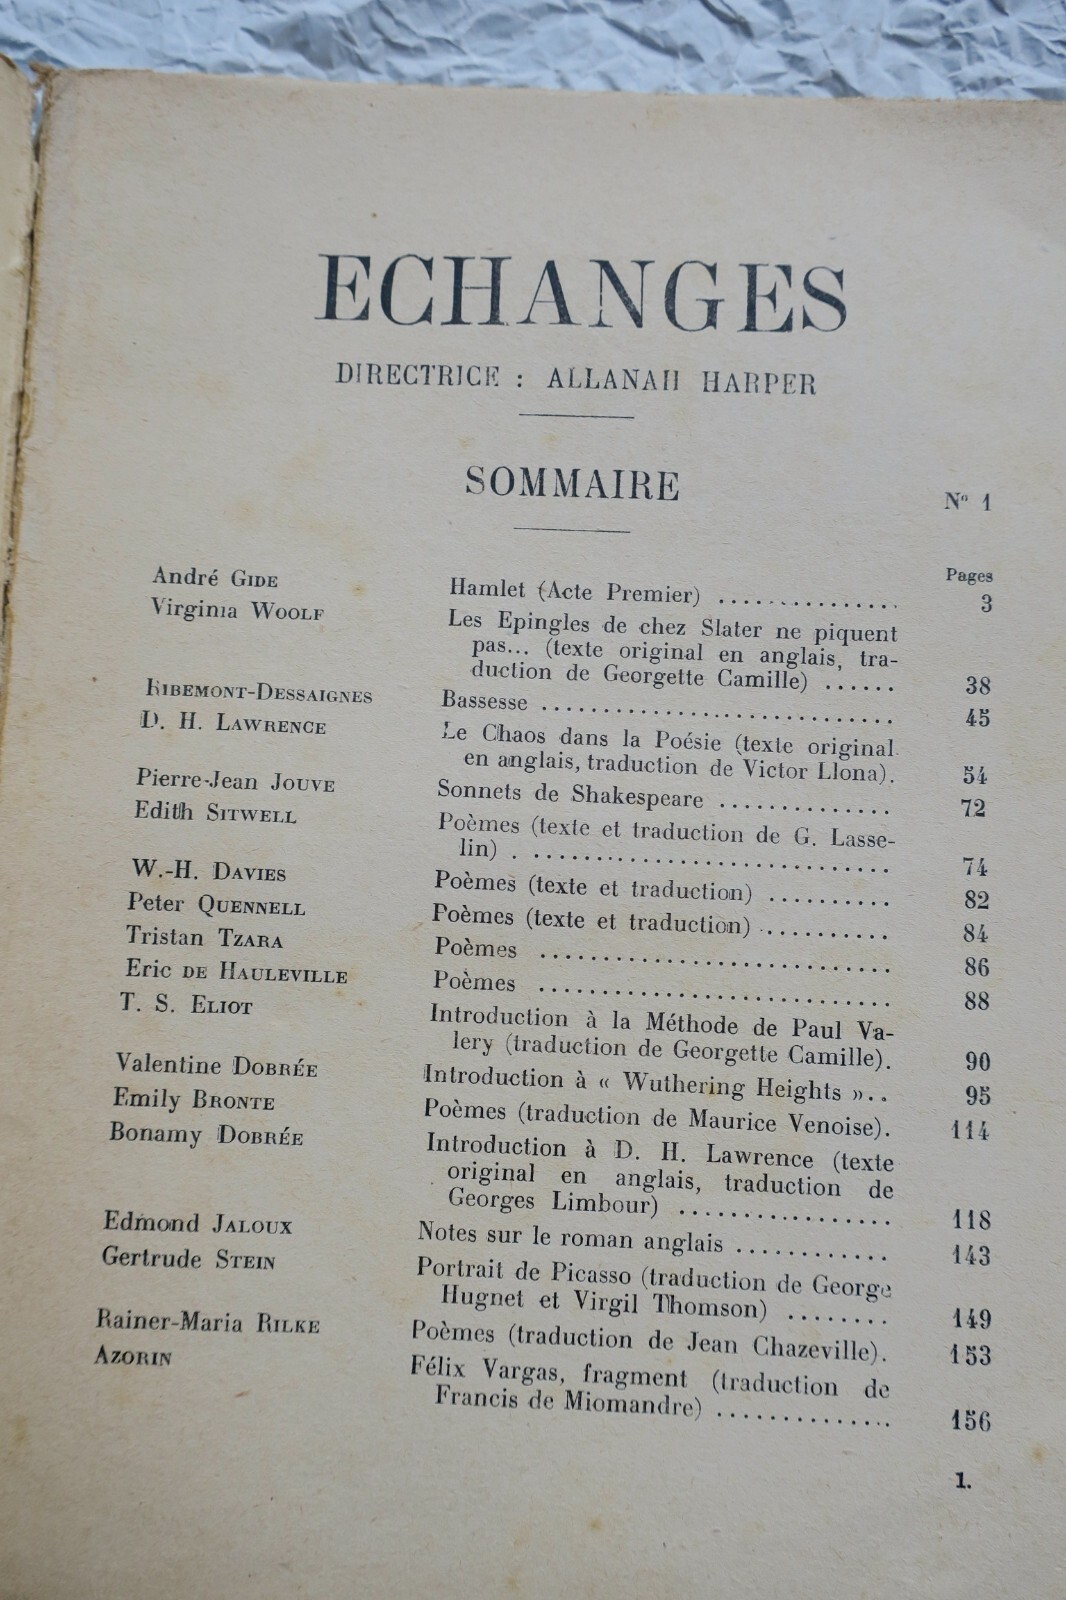 ECHANGES
DIRECTRICE : ALLANAH HARPER
SOMMAIRE
N° 1
Pages
André GIDE Hamlet (Acte Premier) ................ 3
Virginia WOOLF Les Epingles de chez Slater ne piquent
pas... (texte original en anglais, tra-
duction de Georgette Camille) ...... 38
RIBEMONT-DESSAIGNES Bassesse ............................. 45
D. H. LAWRENCE Le Chaos dans la Poésie (texte original
en anglais, traduction de Victor Llona). 54
Pierre-Jean JOUVE Sonnets de Shakespeare .............. 72
Edith SITWELL Poèmes (texte et traduction de G. Lasse-
lin) . ............................. 74
W.-H. DAVIES Poèmes (texte et traduction) .......... 82
Peter QUENNELL Poèmes (texte et traduction) .......... 84
Tristan TZARA Poèmes ............................. 86
Eric DE HAULEVILLE Poèmes ............................. 88
T. S. ELIOT Introduction à la Méthode de Paul Va-
lery (traduction de Georgette Camille). 90
Valentine DOBRÉE Introduction à « Wuthering Heights ».. 95
Emily BRONTE Poèmes (traduction de Maurice Venoise). 114
Bonamy DOBRÉE Introduction à D. H. Lawrence (texte
original en anglais, traduction de
Georges Limbour) ................. 118
Edmond JALOUX Notes sur le roman anglais ............ 143
Gertrude STEIN Portrait de Picasso (traduction de George
Hugnet et Virgil Thomson) ........ 149
Rainer-Maria RILKE Poèmes (traduction de Jean Chazeville). 153
AZORIN Félix Vargas, fragment (traduction de
Francis de Miomandre) .............. 156
1.